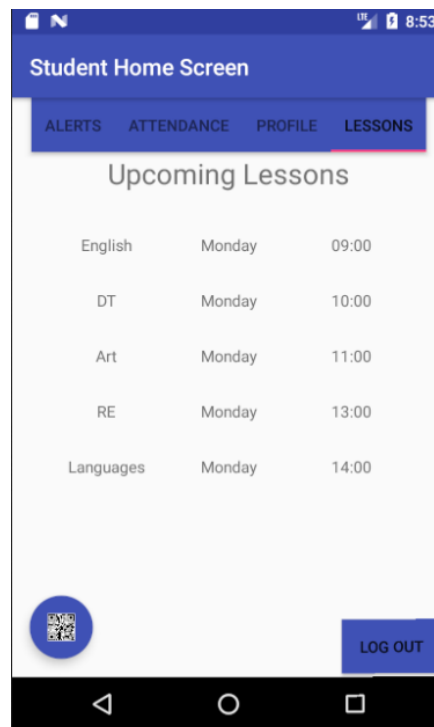 LTE 8:53
Student Home Screen
ALERTS ATTENDANCE PROFILE LESSONS
Upcoming Lessons
English Monday 09:00
DT Monday 10:00
Art Monday 11:00
RE Monday 13:00
Languages Monday 14:00
LOG OUT